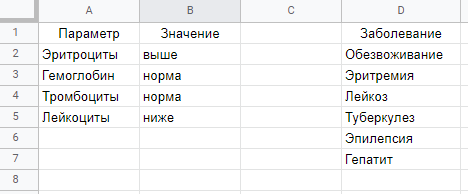 A B C D
1 Параметр Значение Заболевание
2 Эритроциты выше Обезвоживание
3 Гемоглобин норма Эритремия
4 Тромбоциты норма Лейкоз
5 Лейкоциты ниже Туберкулез
6 Эпилепсия
7 Гепатит
8